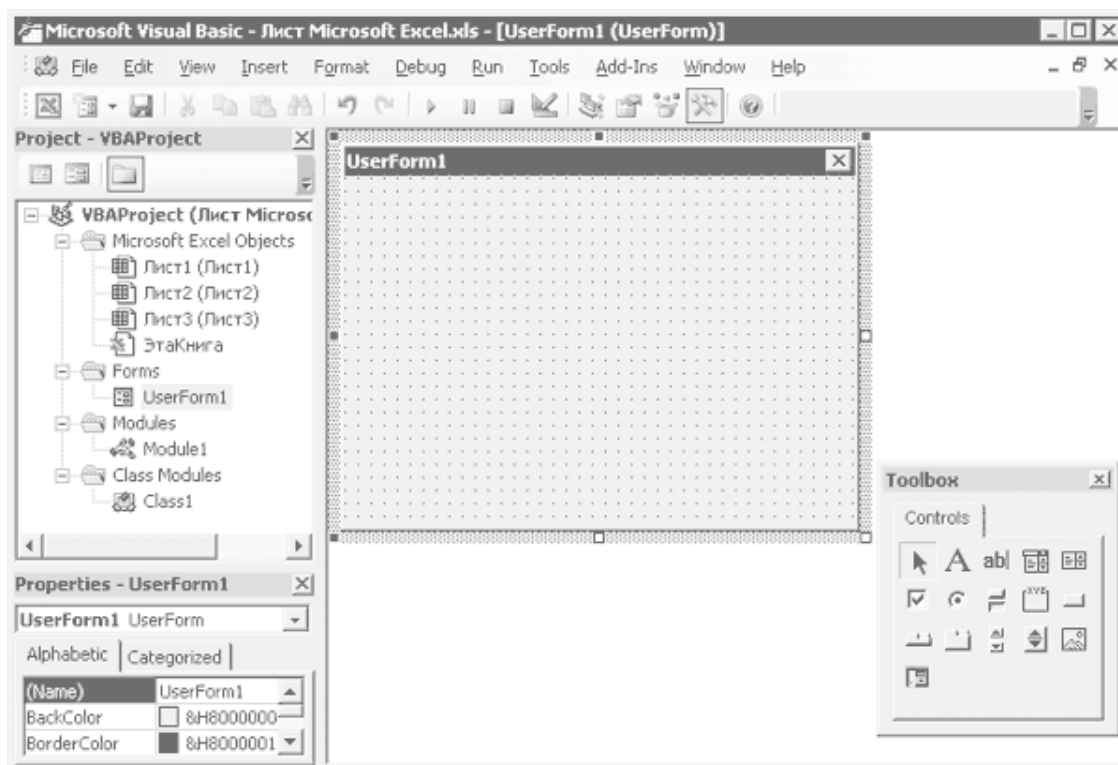 Microsoft Visual Basic - Лист Microsoft Excel.xls - [UserForm1 (UserForm)]
File Edit View Insert Format Debug Run Tools Add-Ins Window Help
Project - VBAProject
VBAProject (Лист Microso
Microsoft Excel Objects
Лист1 (Лист1)
Лист2 (Лист2)
Лист3 (Лист3)
ЭтаКнига
Forms
UserForm1
Modules
Module1
Class Modules
Class1
Properties - UserForm1
UserForm1 UserForm
Alphabetic Categorized
(Name) UserForm1
BackColor &H8000000
BorderColor &H8000001
UserForm1
Toolbox
Controls
A ab|
XYZ